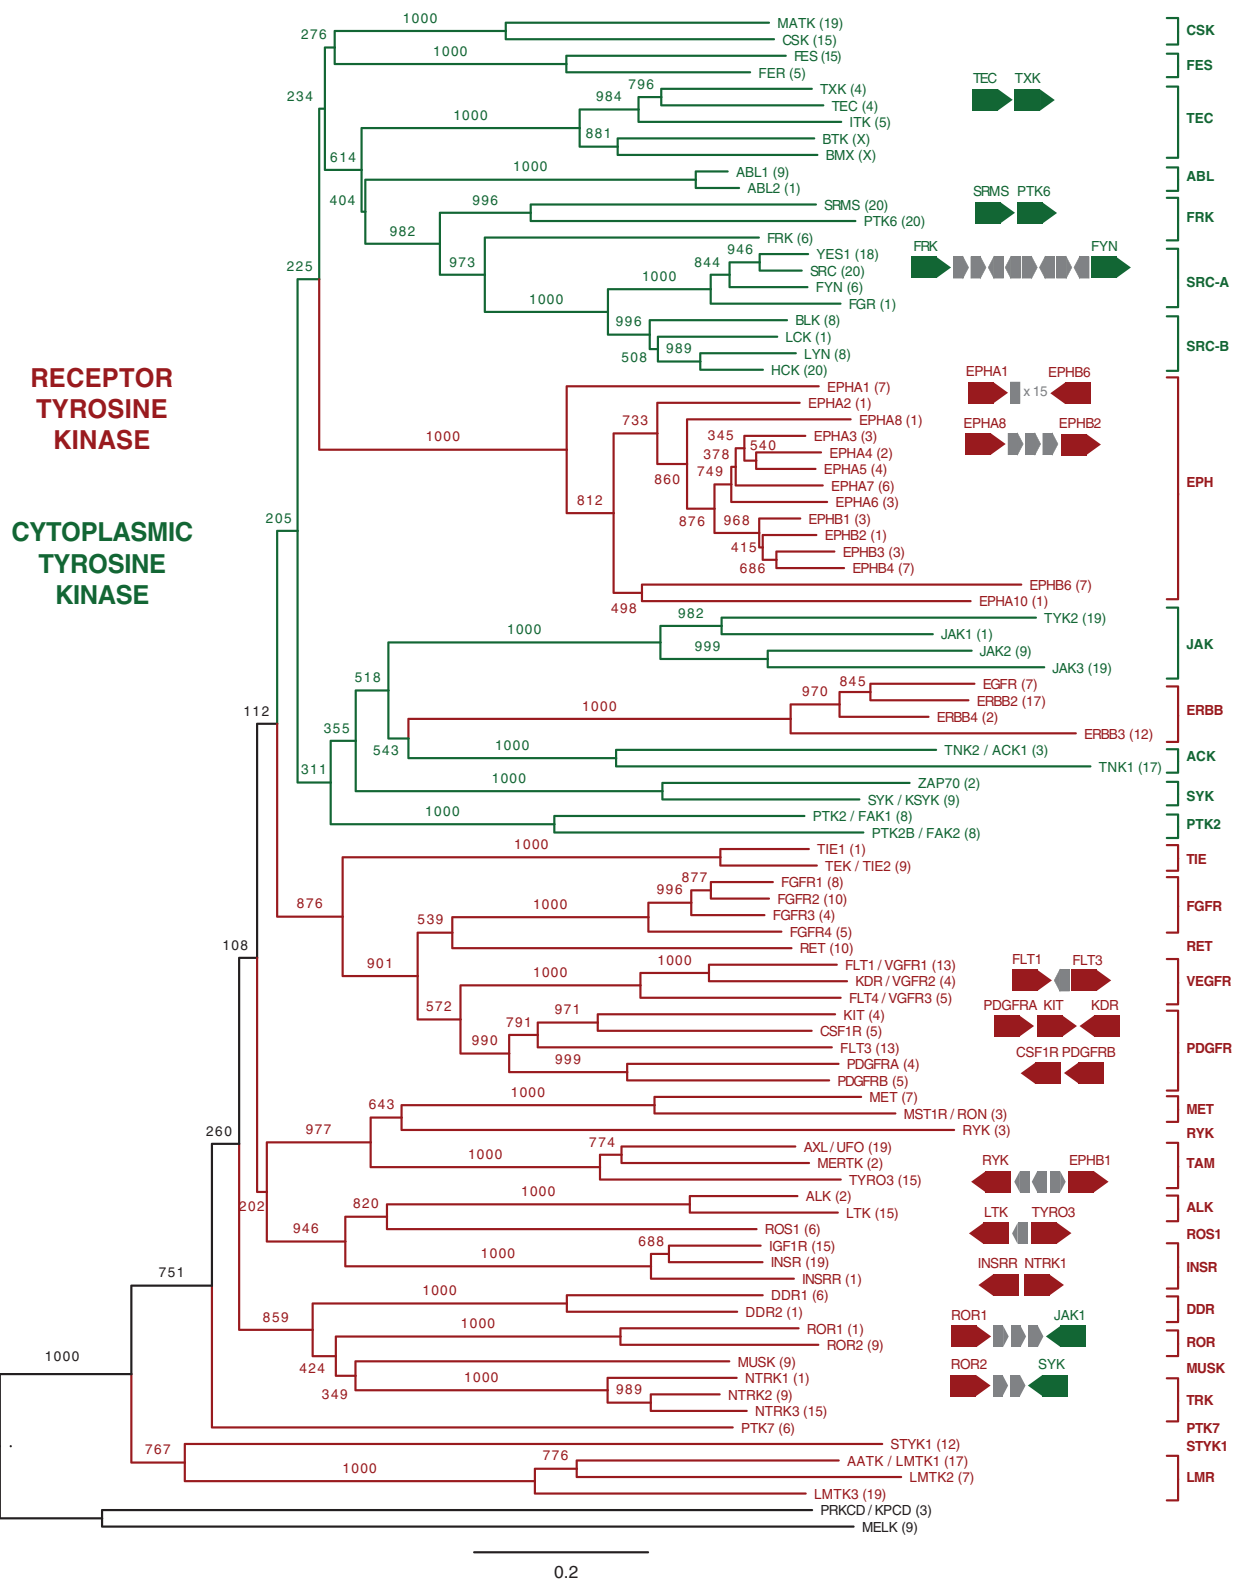 1000
MATK (19)
276
CSK (15)
CSK
1000
FES (15)
FER (5)
FES
234
796
TXK (4)
984
TEC (4)
1000
ITK (5)
881
BTK (X)
BMX (X)
TEC TXK
TEC
614
1000
ABL1 (9)
ABL2 (1)
ABL
404
996
SRMS (20)
PTK6 (20)
SRMS PTK6
FRK
982
FRK (6)
973
946
YES1 (18)
844
SRC (20)
1000
FYN (6)
FGR (1)
FRK FYN
SRC-A
225
1000
996
BLK (8)
LCK (1)
508
989
LYN (8)
HCK (20)
SRC-B
RECEPTOR
TYROSINE
KINASE
CYTOPLASMIC
TYROSINE
KINASE
EPHA1 (7)
EPHA2 (1)
733
EPHA8 (1)
1000
345
EPHA3 (3)
540
EPHA4 (2)
378
EPHA5 (4)
749
EPHA7 (6)
860
EPHA6 (3)
812
876
968
EPHB1 (3)
EPHB2 (1)
415
EPHB3 (3)
686
EPHB4 (7)
EPHB6 (7)
498
EPHA10 (1)
EPHA1 x 15 EPHB6
EPHA8 EPHB2
EPH
205
982
TYK2 (19)
1000
JAK1 (1)
999
JAK2 (9)
JAK3 (19)
JAK
518
845
EGFR (7)
970
ERBB2 (17)
1000
ERBB4 (2)
ERBB3 (12)
ERBB
112
355
543
1000
TNK2 / ACK1 (3)
TNK1 (17)
ACK
311
1000
ZAP70 (2)
SYK / KSYK (9)
SYK
1000
PTK2 / FAK1 (8)
PTK2B / FAK2 (8)
PTK2
1000
TIE1 (1)
TEK / TIE2 (9)
TIE
876
877
FGFR1 (8)
996
FGFR2 (10)
539
1000
FGFR3 (4)
FGFR4 (5)
FGFR
RET (10)
RET
108
901
1000
FLT1 / VGFR1 (13)
1000
KDR / VGFR2 (4)
FLT4 / VGFR3 (5)
FLT1 FLT3
VEGFR
572
971
KIT (4)
791
CSF1R (5)
990
FLT3 (13)
999
PDGFRA (4)
PDGFRB (5)
PDGFRA KIT KDR
CSF1R PDGFRB
PDGFR
643
1000
MET (7)
MST1R / RON (3)
MET
RYK (3)
RYK
260
977
774
AXL / UFO (19)
1000
MERTK (2)
TYRO3 (15)
RYK EPHB1
TAM
202
820
1000
ALK (2)
LTK (15)
LTK TYRO3
ALK
946
ROS1 (6)
ROS1
688
IGF1R (15)
1000
INSR (19)
INSRR (1)
INSRR NTRK1
INSR
751
859
1000
DDR1 (6)
DDR2 (1)
DDR
1000
ROR1 (1)
ROR2 (9)
ROR1 JAK1
ROR
424
MUSK (9)
MUSK
349
1000
NTRK1 (1)
989
NTRK2 (9)
NTRK3 (15)
ROR2 SYK
TRK
1000
PTK7 (6)
PTK7
767
STYK1 (12)
STYK1
776
AATK / LMTK1 (17)
1000
LMTK2 (7)
LMTK3 (19)
LMR
PRKCD / KPCD (3)
MELK (9)
0.2